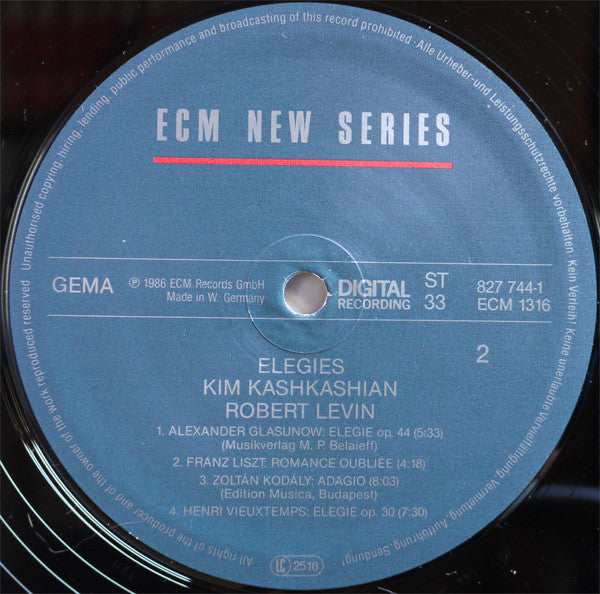 Unauthorised copying, hiring, lending, public performance and broadcasting of this record prohibited · Alle Urheber- und Leistungsschutzrechte vorbehalten · Kein Verleih! Keine unerlaubte Vervielfältigung, Vermietung, Aufführung, Sendung!
ECM NEW SERIES
GEMA
℗ 1986 ECM Records GmbH
Made in W. Germany
DIGITAL
RECORDING
ST
33
827 744-1
ECM 1316
2
ELEGIES
KIM KASHKASHIAN
ROBERT LEVIN
1. ALEXANDER GLASUNOW: ELEGIE op. 44 (5:33)
(Musikverlag M. P. Belaieff)
2. FRANZ LISZT: ROMANCE OUBLIÉE (4:18)
3. ZOLTÁN KODÁLY: ADAGIO (8:03)
(Edition Musica, Budapest)
4. HENRI VIEUXTEMPS: ELEGIE op. 30 (7:30)
All rights of the producer and of the owner of the work reproduced reserved
LC 2516